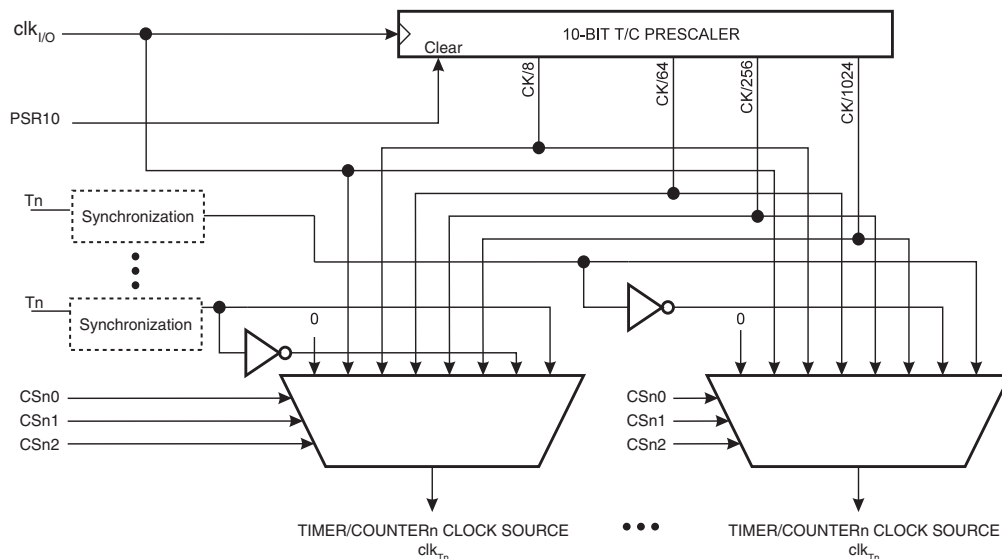 clkI/O
10-BIT T/C PRESCALER
Clear
CK/8
CK/64
CK/256
CK/1024
PSR10
Tn
Synchronization
Tn
Synchronization
0
0
CSn0
CSn1
CSn2
CSn0
CSn1
CSn2
TIMER/COUNTERn CLOCK SOURCE
clkTn
TIMER/COUNTERn CLOCK SOURCE
clkTn